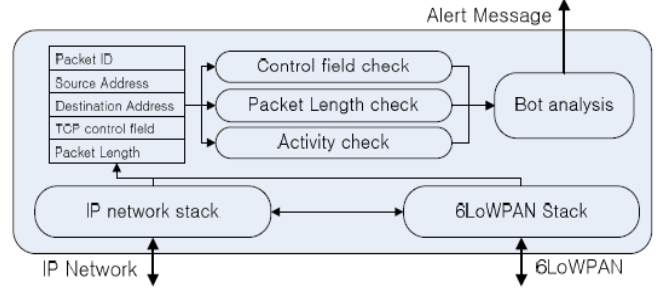 Alert Message
Packet ID
Source Address
Destination Address
TCP control field
Packet Length
Control field check
Packet Length check
Activity check
Bot analysis
IP network stack
6LoWPAN Stack
IP Network
6LoWPAN